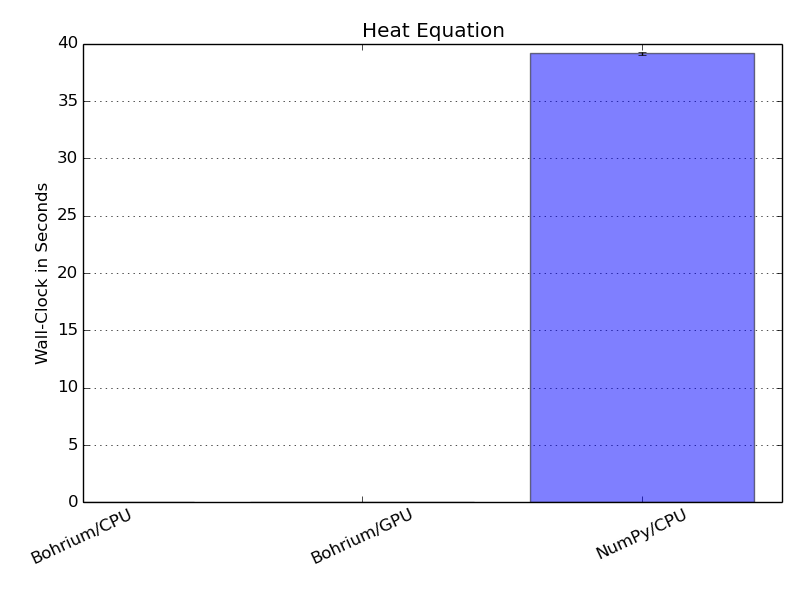 Heat Equation
Wall-Clock in Seconds
40
35
30
25
20
15
10
5
0
Bohrium/CPU
Bohrium/GPU
NumPy/CPU